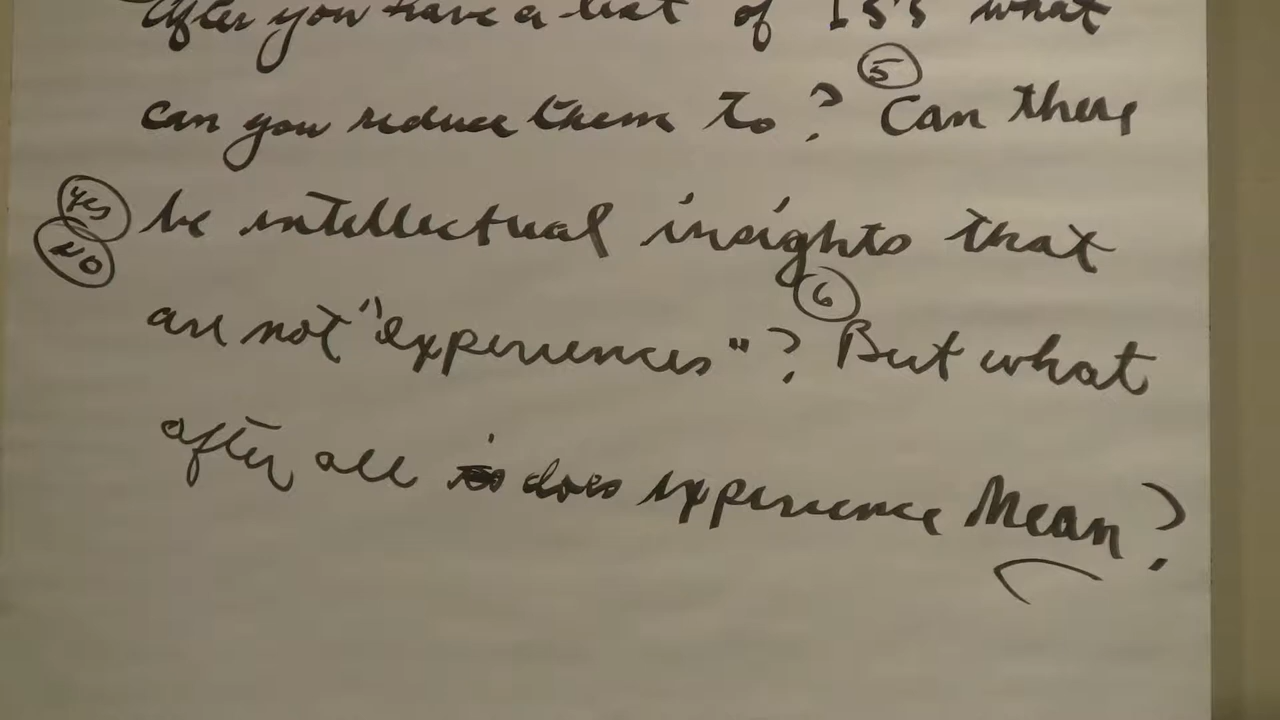 After you have a list of IS's what
⑤
can you reduce them to? Can there
Yes
be intellectual insights that
NO
⑥
are not "experiences"? But what
after all does experience Mean?